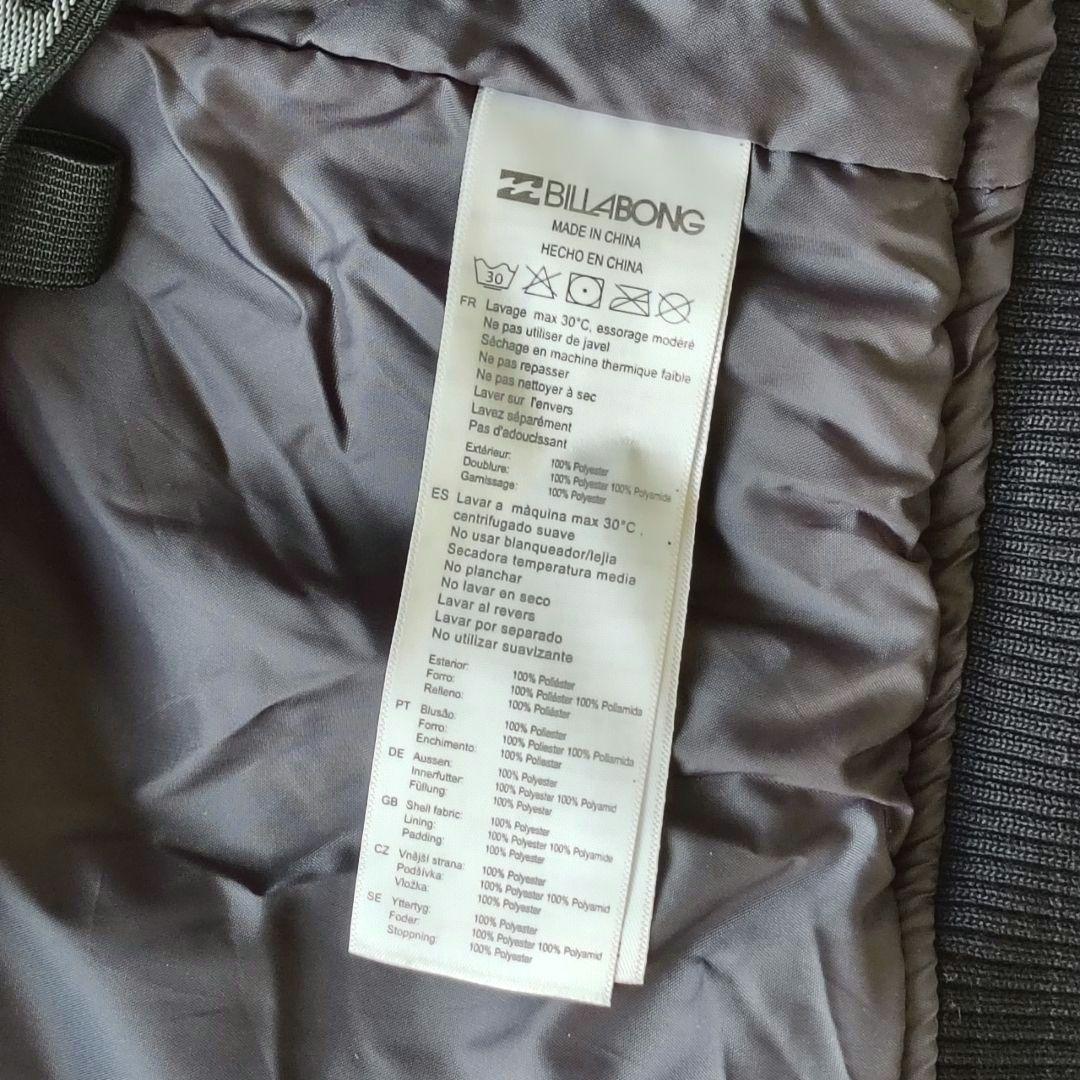 BILLABONG
MADE IN CHINA
HECHO EN CHINA
30
FR Lavage max 30°C, essorage modéré
Ne pas utiliser de javel
Séchage en machine thermique faible
Ne pas repasser
Ne pas nettoyer à sec
Laver sur l'envers
Lavez séparément
Pas d'adoucissant
Extérieur: 100% Polyester
Doublure: 100% Polyester 100% Polyamide
Garnissage: 100% Polyester
ES Lavar a màquina max 30°C,
centrifugado suave
No usar blanqueador/lejia
Secadora temperatura media
No planchar
No lavar en seco
Lavar al revers
Lavar por separado
No utilizar suavizante
Exterior: 100% Poliéster
Forro: 100% Poliéster 100% Poliamida
Relleno: 100% Poliéster
PT Blusão: 100% Poliester
Forro: 100% Poliester 100% Poliamida
Enchimento: 100% Poliester
DE Aussen: 100% Polyester
Innerfutter: 100% Polyester 100% Polyamid
Füllung: 100% Polyester
GB Shell fabric: 100% Polyester
Lining: 100% Polyester 100% Polyamide
Padding: 100% Polyester
CZ Vnější strana: 100% Polyester
Podšívka: 100% Polyester 100% Polyamid
Vložka: 100% Polyester
SE Yttertyg: 100% Polyester
Foder: 100% Polyester 100% Polyamid
Stoppning: 100% Polyester